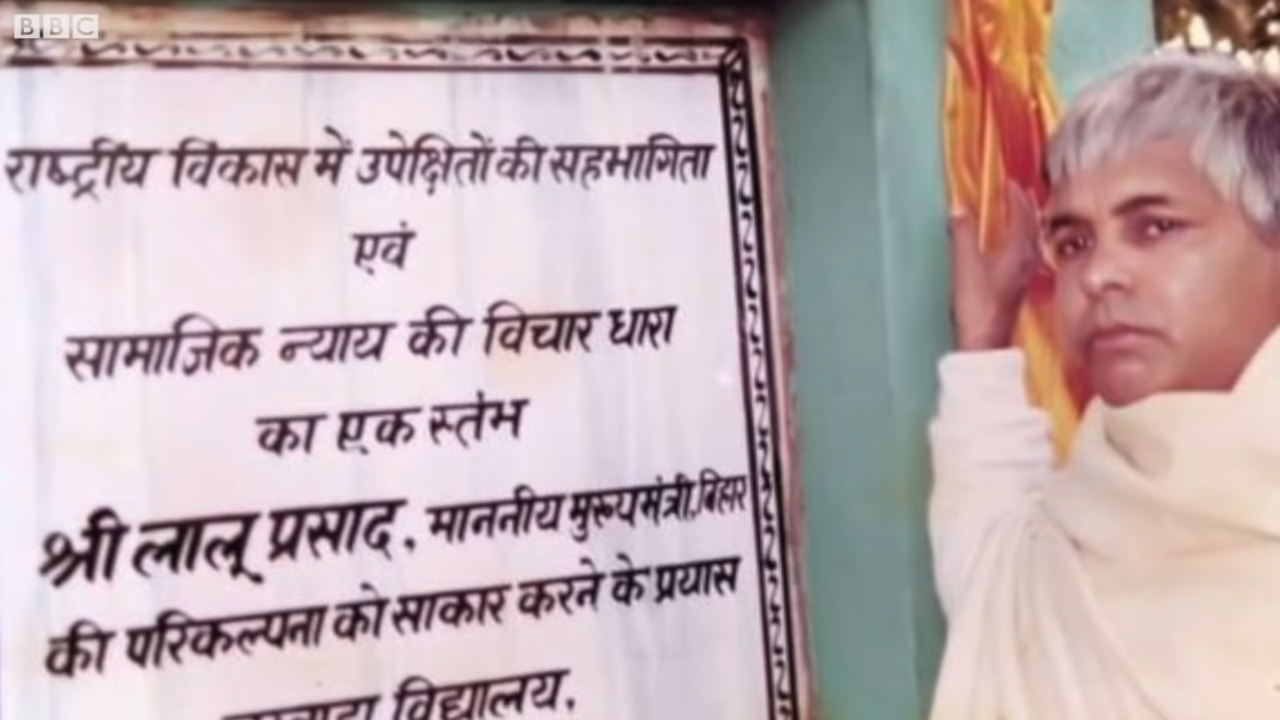 BBC
राष्ट्रीय विकास में उपेक्षितों की सहभागिता
एवं
सामाजिक न्याय की विचार धारा
का एक स्तंभ
श्री लालू प्रसाद, माननीय मुख्यमंत्री, बिहार
की परिकल्पना को साकार करने के प्रयास
विद्यालय,